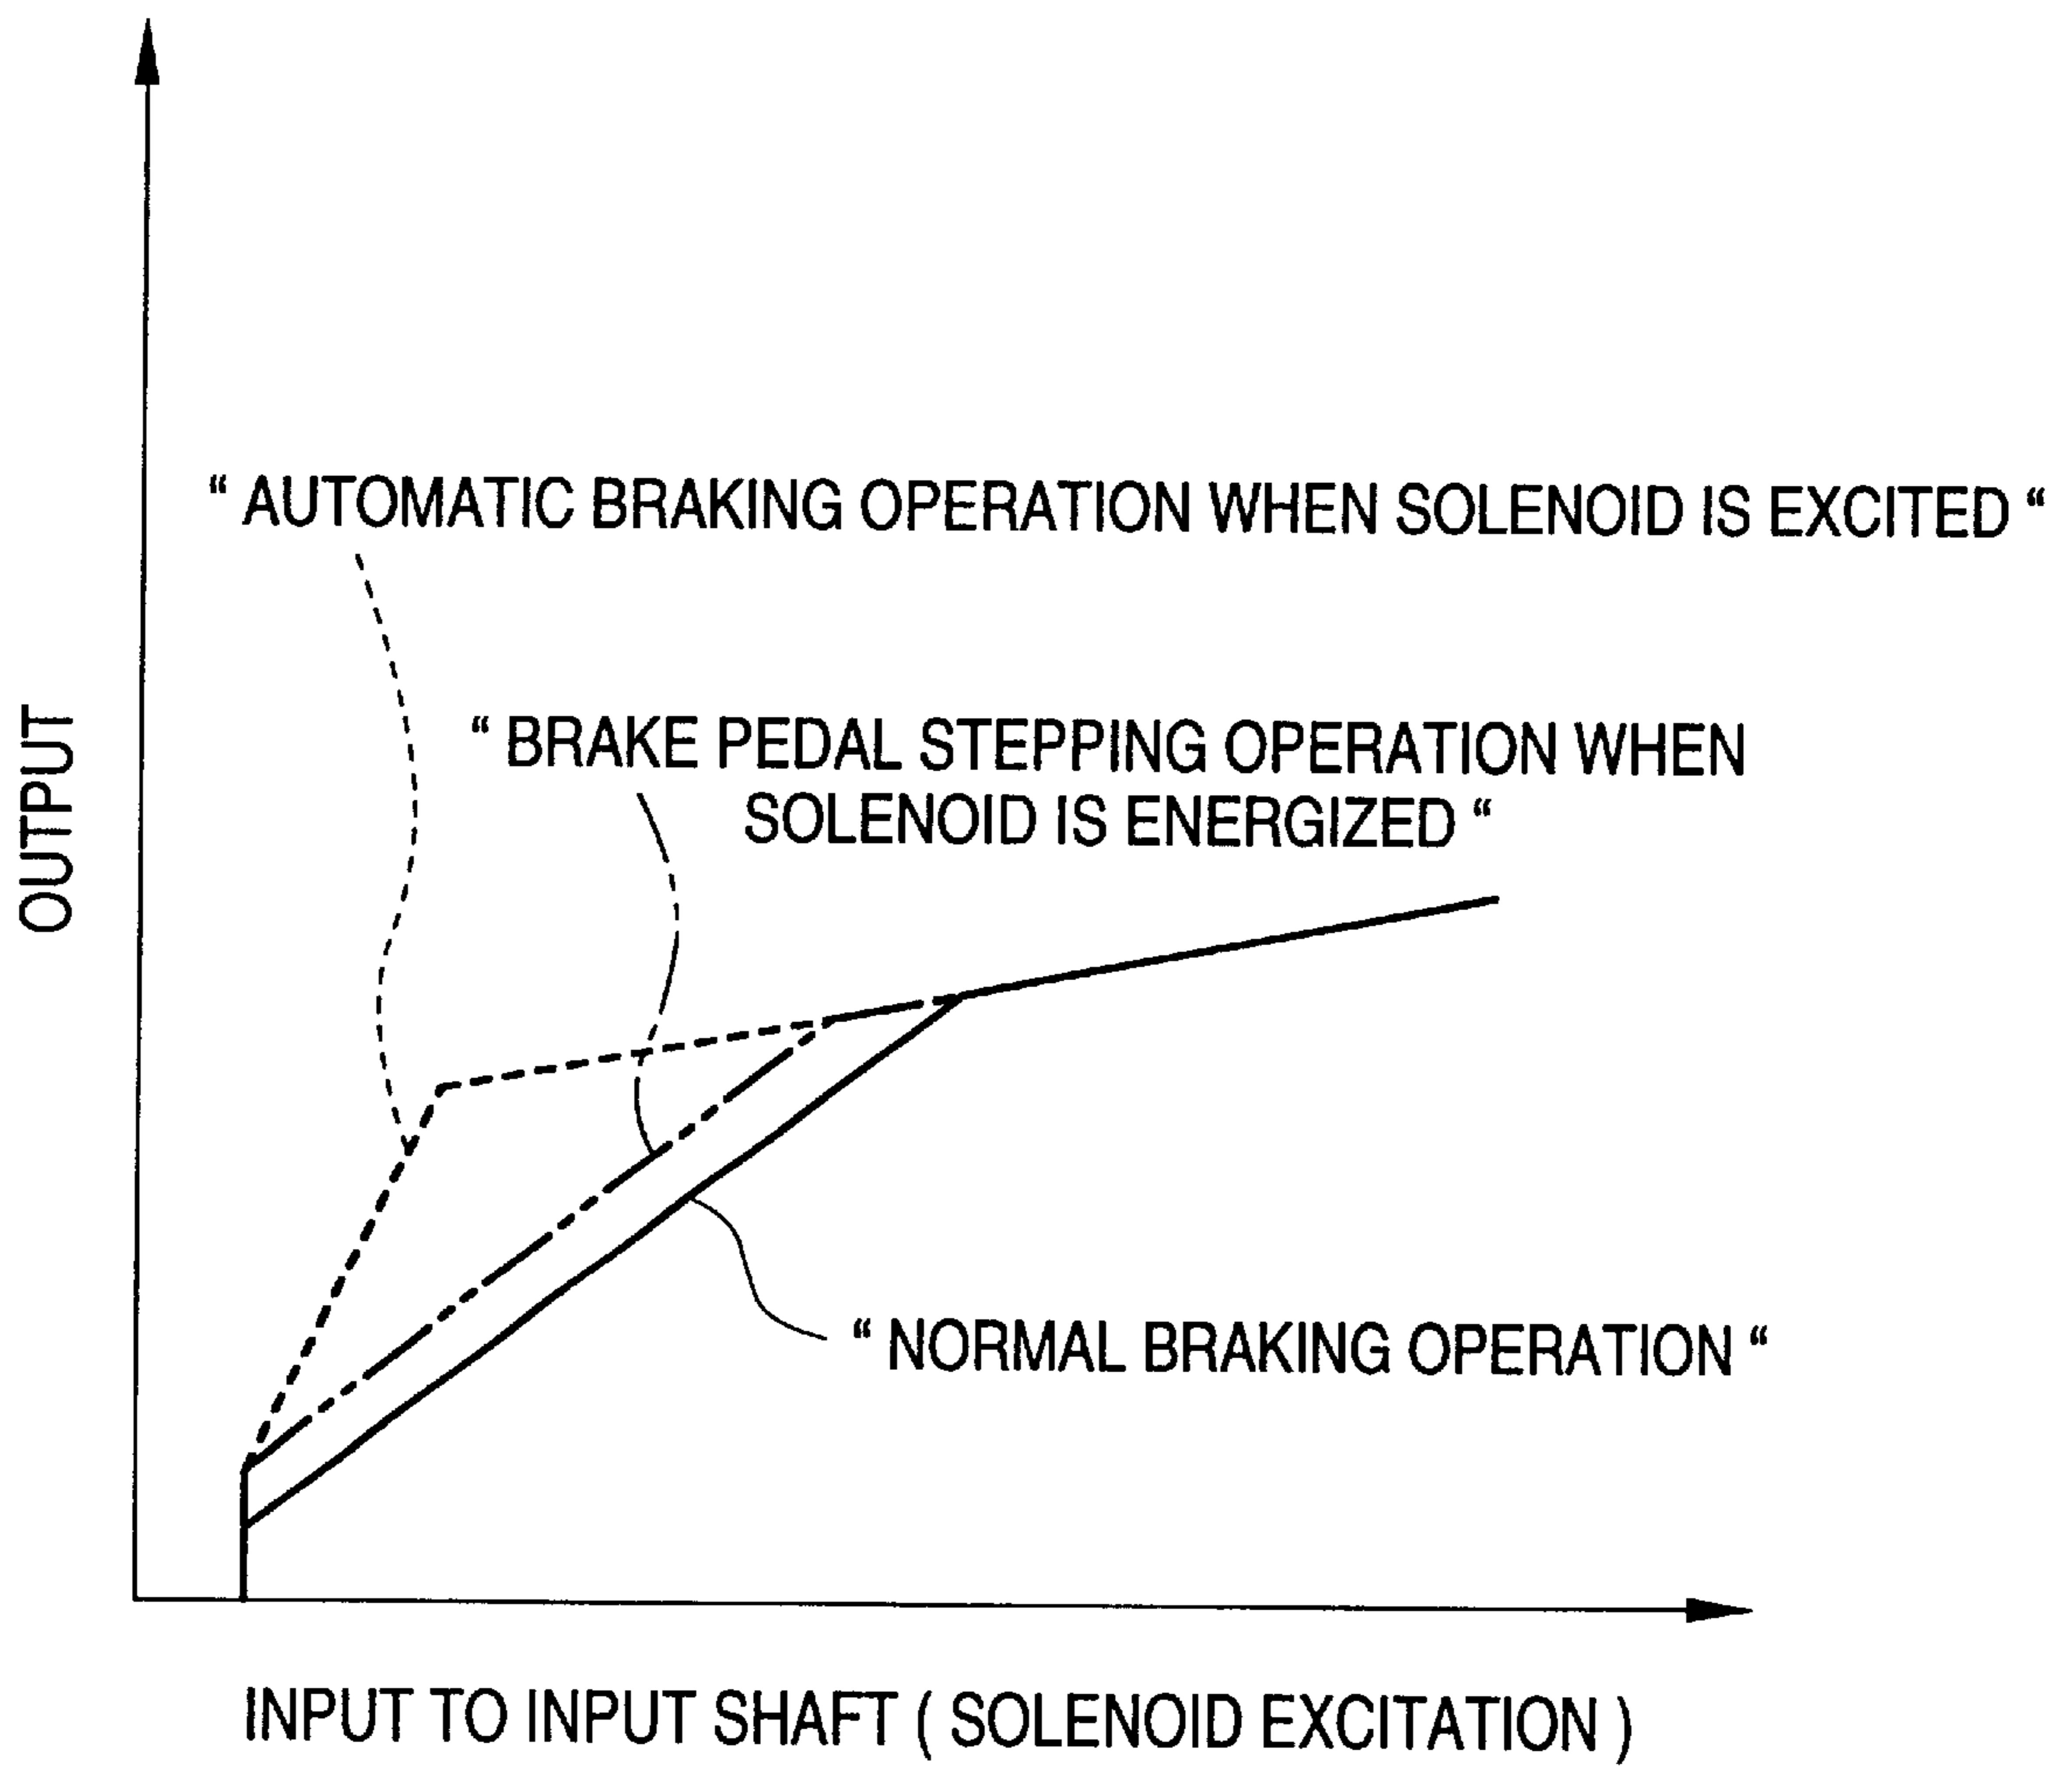 “ AUTOMATIC BRAKING OPERATION WHEN SOLENOID IS EXCITED “
“ BRAKE PEDAL STEPPING OPERATION WHEN
SOLENOID IS ENERGIZED “
OUTPUT
“ NORMAL BRAKING OPERATION “
INPUT TO INPUT SHAFT ( SOLENOID EXCITATION )